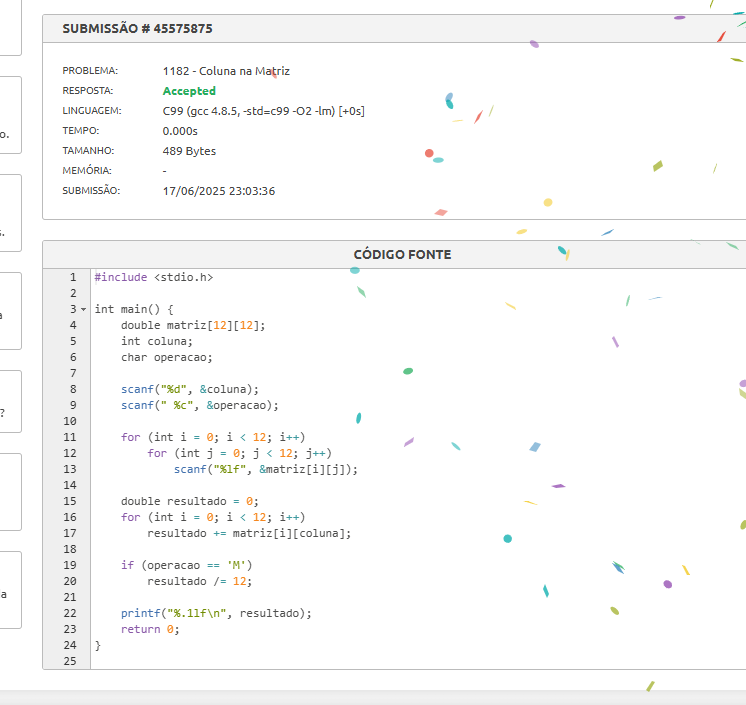 SUBMISSÃO # 45575875
PROBLEMA: 1182 - Coluna na Matriz
RESPOSTA: Accepted
LINGUAGEM: C99 (gcc 4.8.5, -std=c99 -O2 -lm) [+0s]
TEMPO: 0.000s
TAMANHO: 489 Bytes
MEMÓRIA: -
SUBMISSÃO: 17/06/2025 23:03:36
o.
s.
a
?
a
CÓDIGO FONTE
1 #include <stdio.h>
2
3 int main() {
4     double matriz[12][12];
5     int coluna;
6     char operacao;
7
8     scanf("%d", &coluna);
9     scanf(" %c", &operacao);
10
11     for (int i = 0; i < 12; i++)
12         for (int j = 0; j < 12; j++)
13             scanf("%lf", &matriz[i][j]);
14
15     double resultado = 0;
16     for (int i = 0; i < 12; i++)
17         resultado += matriz[i][coluna];
18
19     if (operacao == 'M')
20         resultado /= 12;
21
22     printf("%.1lf\n", resultado);
23     return 0;
24 }
25